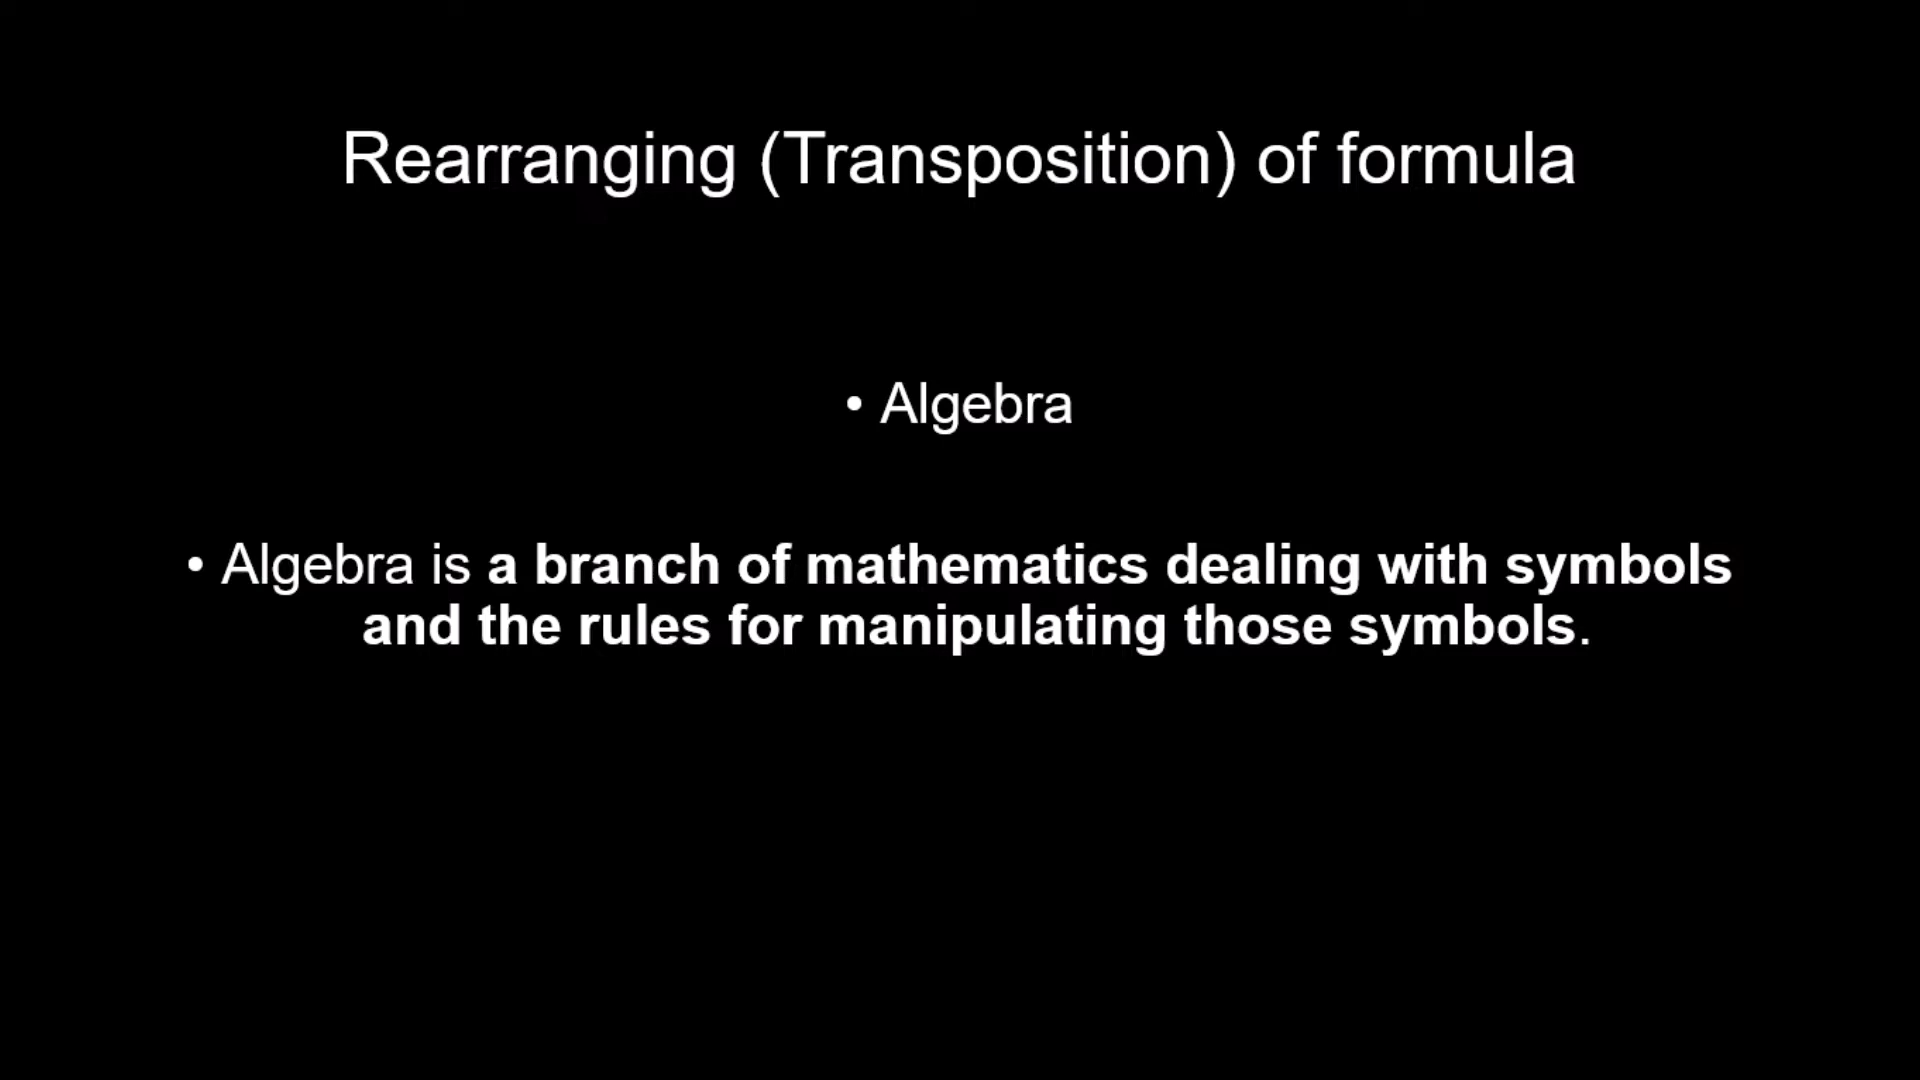 Rearranging (Transposition) of formula
• Algebra
• Algebra is a branch of mathematics dealing with symbols
and the rules for manipulating those symbols.